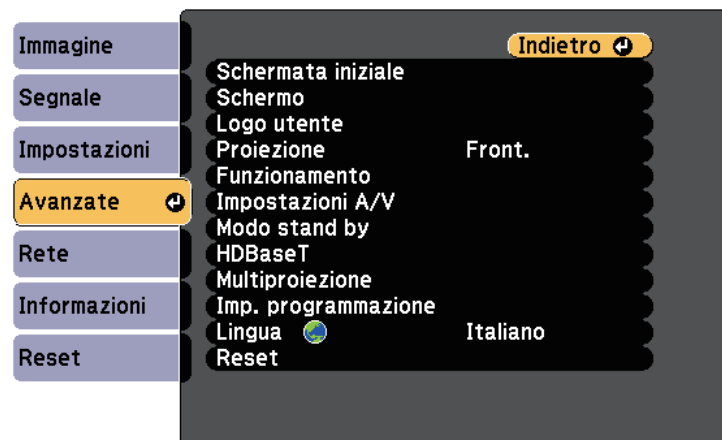 Immagine
Segnale
Impostazioni
Avanzate
Rete
Informazioni
Reset
Indietro
Schermata iniziale
Schermo
Logo utente
Proiezione Front.
Funzionamento
Impostazioni A/V
Modo stand by
HDBaseT
Multiproiezione
Imp. programmazione
Lingua Italiano
Reset